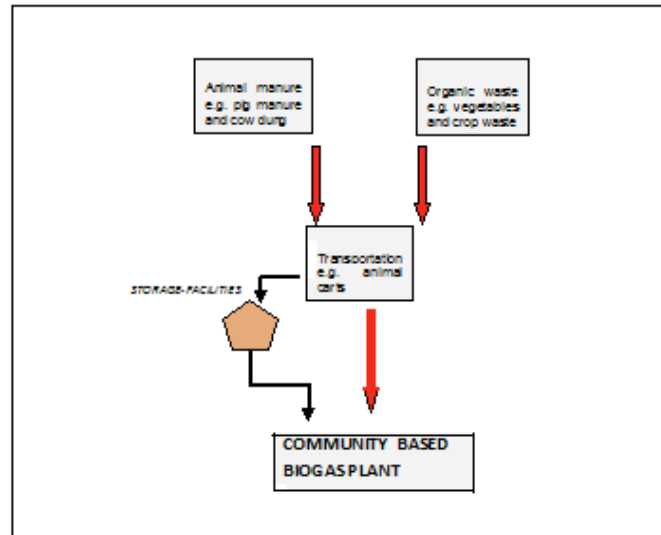 Animal manure
e.g. pig manure
and cow dung
Organic waste
e.g. vegetables
and crop waste
Transportation
e.g. animal
carts
STORAGE-FACILITIES
COMMUNITY BASED
BIOGAS PLANT